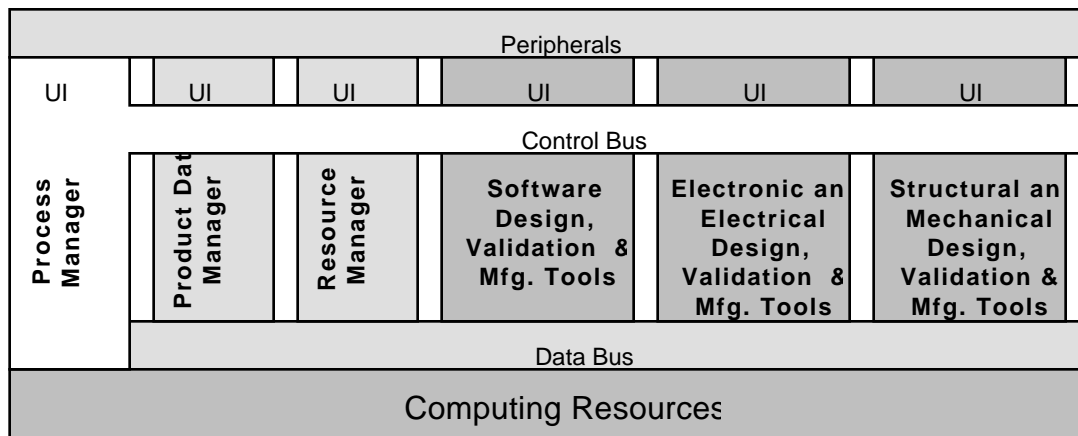 Peripherals
UI
UI
UI
UI
UI
UI
Control Bus
Process
Manager
Product Dat
Manager
Resource
Manager
Software
Design,
Validation &
Mfg. Tools
Electronic an
Electrical
Design,
Validation &
Mfg. Tools
Structural an
Mechanical
Design,
Validation &
Mfg. Tools
Data Bus
Computing Resources